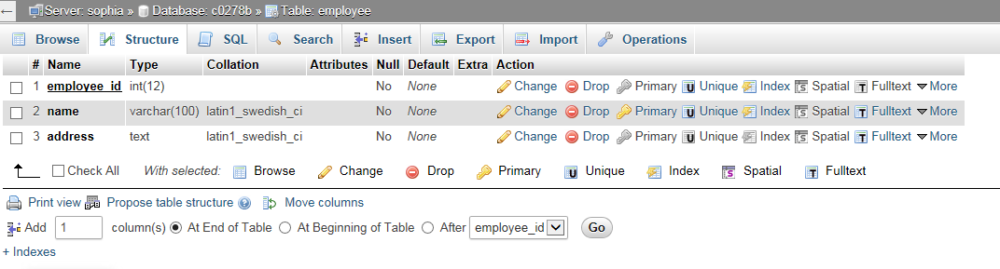 Server: sophia » Database: c0278b » Table: employee
Browse Structure SQL Search Insert Export Import Operations
# Name Type Collation Attributes Null Default Extra Action
1 employee_id int(12) No None Change Drop Primary Unique Index Spatial Fulltext More
2 name varchar(100) latin1_swedish_ci No None Change Drop Primary Unique Index Spatial Fulltext More
3 address text latin1_swedish_ci No None Change Drop Primary Unique Index Spatial Fulltext More
Check All With selected: Browse Change Drop Primary Unique Index Spatial Fulltext
Print view Propose table structure Move columns
Add 1 column(s) At End of Table At Beginning of Table After employee_id Go
+ Indexes